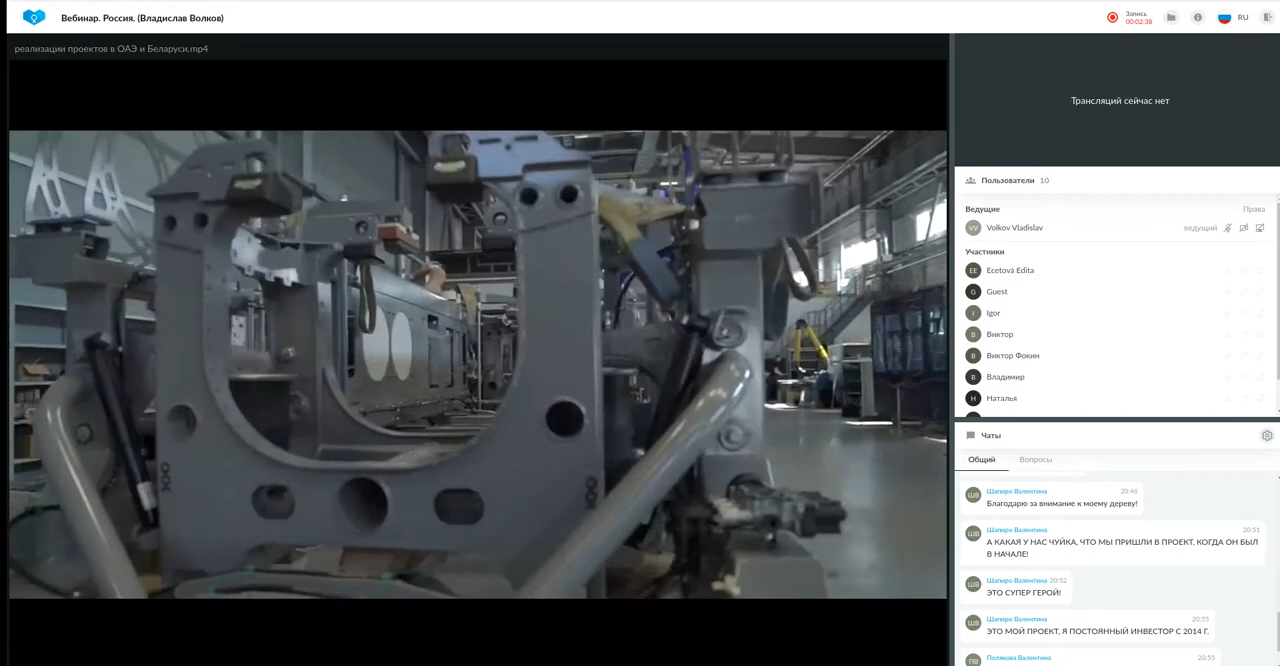 Вебинар. Россия. (Владислав Волков)
Запись
00:02:38
RU
реализации проектов в ОАЭ и Беларуси.mp4
Трансляций сейчас нет
Пользователи 10
Ведущие Права
VV Volkov Vladislav ведущий
Участники
EE Ecetová Edita
G Guest
I Igor
В Виктор
В Виктор Фокин
В Владимир
Н Наталья
Чаты
Общий Вопросы
ШВ Шапиро Валентина 20:46
Благодарю за внимание к моему дереву!
ШВ Шапиро Валентина 20:51
А КАКАЯ У НАС ЧУЙКА, ЧТО МЫ ПРИШЛИ В ПРОЕКТ, КОГДА ОН БЫЛ
В НАЧАЛЕ!
ШВ Шапиро Валентина 20:52
ЭТО СУПЕР ГЕРОЙ!
ШВ Шапиро Валентина 20:55
ЭТО МОЙ ПРОЕКТ, Я ПОСТОЯННЫЙ ИНВЕСТОР С 2014 Г.
ПВ Полякова Валентина 20:55